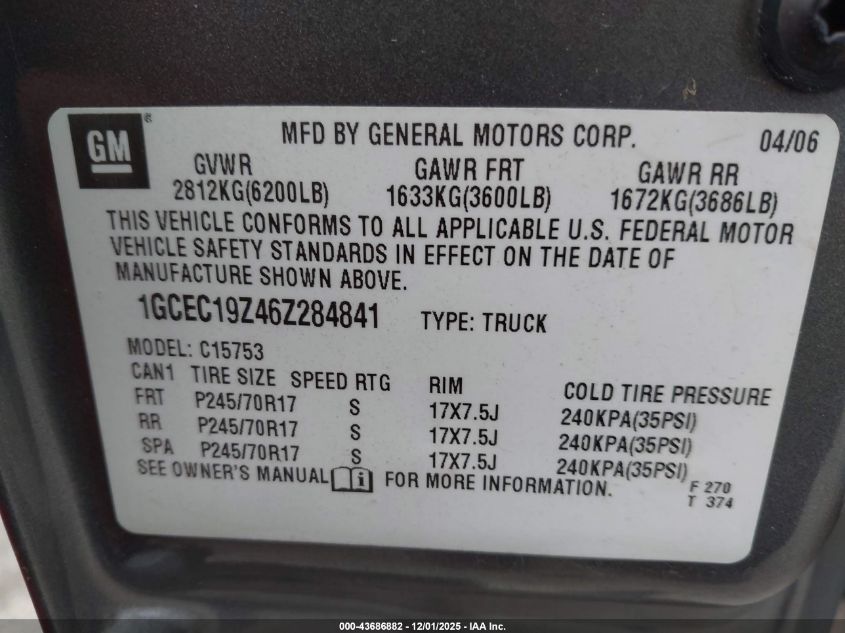 GM ®
MFD BY GENERAL MOTORS CORP. 04/06
GVWR GAWR FRT GAWR RR
2812KG(6200LB) 1633KG(3600LB) 1672KG(3686LB)
THIS VEHICLE CONFORMS TO ALL APPLICABLE U.S. FEDERAL MOTOR
VEHICLE SAFETY STANDARDS IN EFFECT ON THE DATE OF
MANUFACTURE SHOWN ABOVE.
1GCEC19Z46Z284841 TYPE: TRUCK
MODEL: C15753
CAN1 TIRE SIZE SPEED RTG RIM COLD TIRE PRESSURE
FRT P245/70R17 S 17X7.5J 240KPA(35PSI)
RR P245/70R17 S 17X7.5J 240KPA(35PSI)
SPA P245/70R17 S 17X7.5J 240KPA(35PSI)
SEE OWNER'S MANUAL i FOR MORE INFORMATION.
F 270
T 374
000-43686882 - 12/01/2025 - IAA Inc.